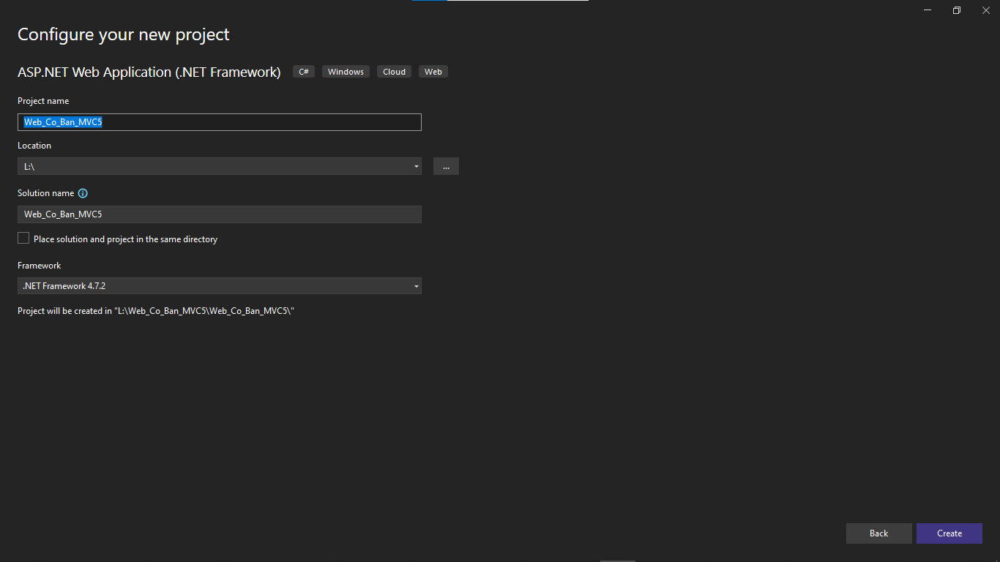 Configure your new project
ASP.NET Web Application (.NET Framework) C# Windows Cloud Web
Project name
Web_Co_Ban_MVC5
Location
L:\
...
Solution name
Web_Co_Ban_MVC5
Place solution and project in the same directory
Framework
.NET Framework 4.7.2
Project will be created in "L:\Web_Co_Ban_MVC5\Web_Co_Ban_MVC5\"
Back Create